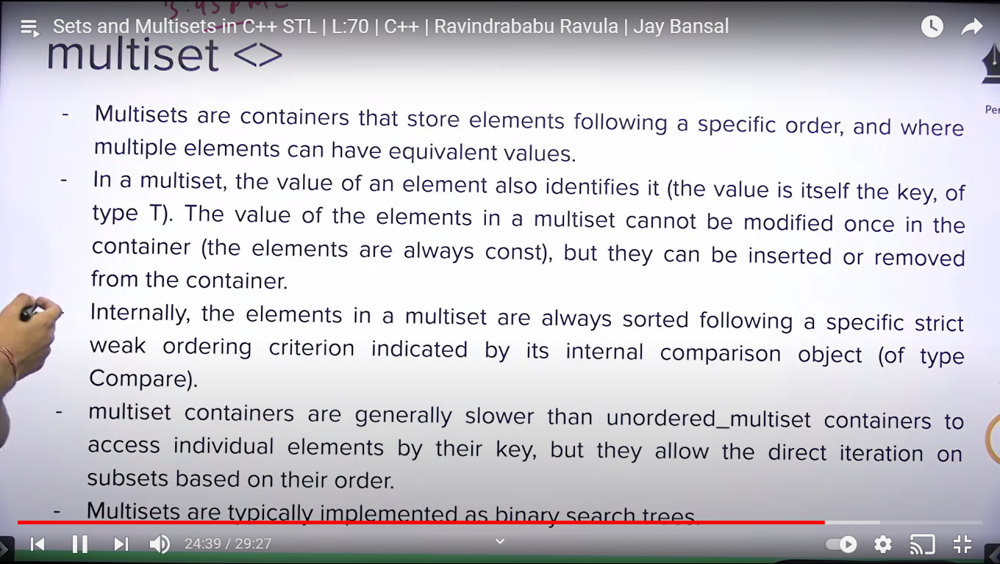 3:45 PM
Sets and Multisets in C++ STL | L:70 | C++ | Ravindrababu Ravula | Jay Bansal
multiset <>
- Multisets are containers that store elements following a specific order, and where
multiple elements can have equivalent values.
- In a multiset, the value of an element also identifies it (the value is itself the key, of
type T). The value of the elements in a multiset cannot be modified once in the
container (the elements are always const), but they can be inserted or removed
from the container.
Internally, the elements in a multiset are always sorted following a specific strict
weak ordering criterion indicated by its internal comparison object (of type
Compare).
- multiset containers are generally slower than unordered_multiset containers to
access individual elements by their key, but they allow the direct iteration on
subsets based on their order.
- Multisets are typically implemented as binary search trees.
24:39 / 29:27